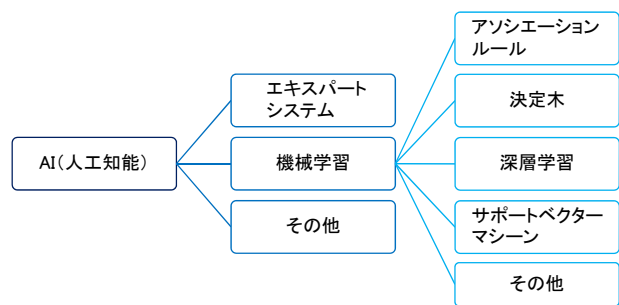 アソシエーション
ルール
エキスパート
システム
決定木
AI(人工知能)
機械学習
深層学習
その他
サポートベクター
マシーン
その他